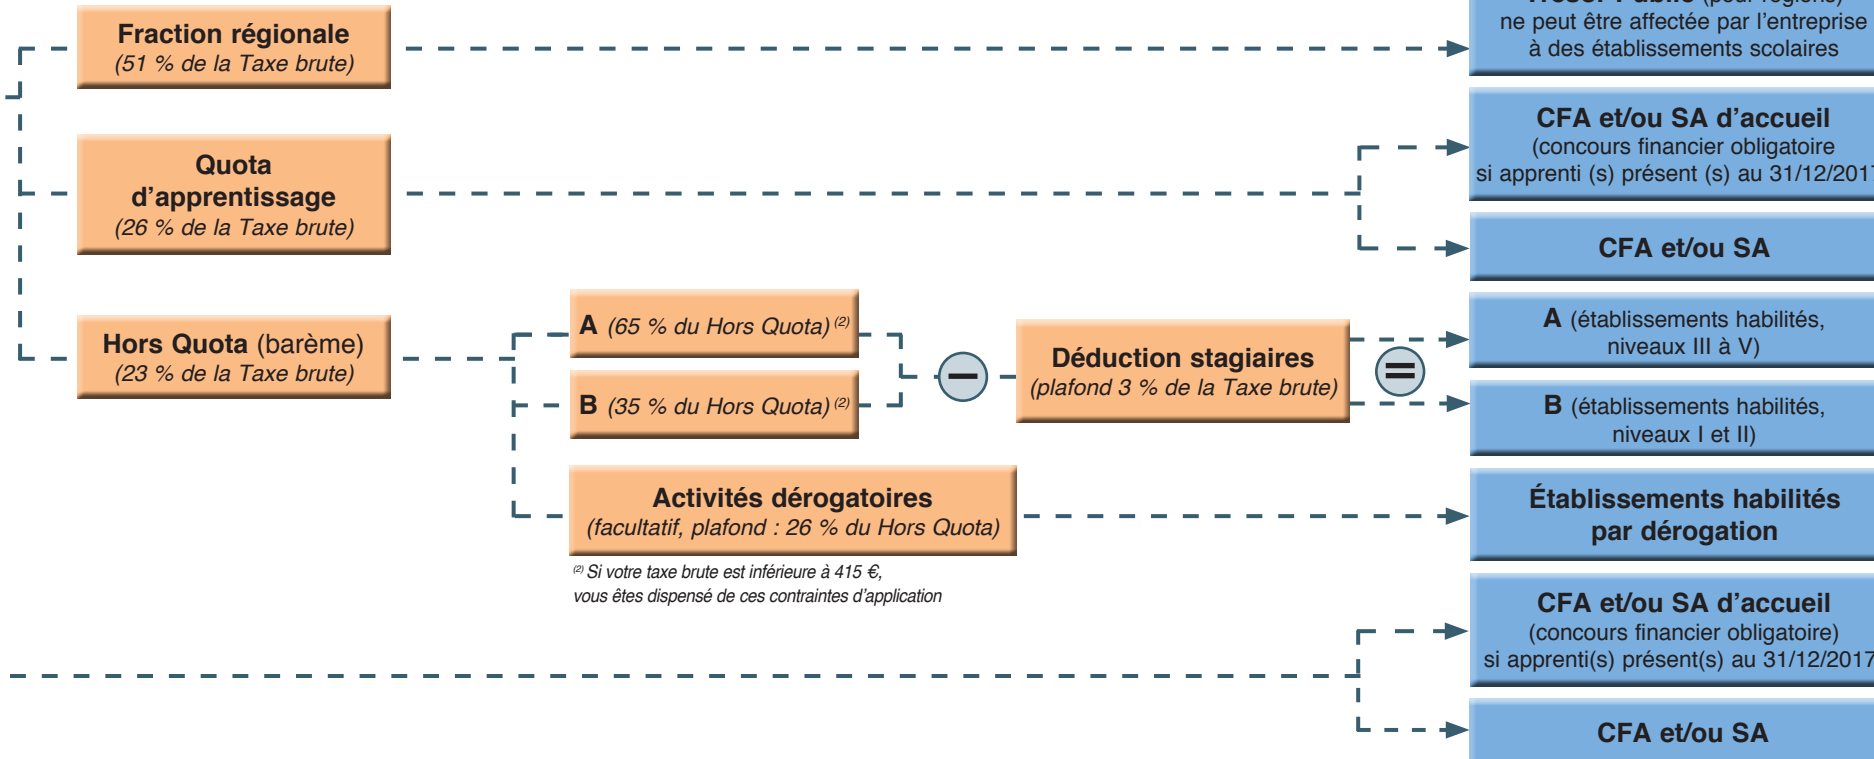 Fraction régionale
(51 % de la Taxe brute)
Trésor Public (pour régions)
ne peut être affectée par l'entreprise
à des établissements scolaires
Quota
d'apprentissage
(26 % de la Taxe brute)
CFA et/ou SA d'accueil
(concours financier obligatoire
si apprenti (s) présent (s) au 31/12/2017
CFA et/ou SA
Hors Quota (barème)
(23 % de la Taxe brute)
A (65 % du Hors Quota) (2)
B (35 % du Hors Quota) (2)
−
Déduction stagiaires
(plafond 3 % de la Taxe brute)
=
A (établissements habilités,
niveaux III à V)
B (établissements habilités,
niveaux I et II)
Activités dérogatoires
(facultatif, plafond : 26 % du Hors Quota)
Établissements habilités
par dérogation
(2) Si votre taxe brute est inférieure à 415 €,
vous êtes dispensé de ces contraintes d'application
CFA et/ou SA d'accueil
(concours financier obligatoire)
si apprenti(s) présent(s) au 31/12/2017
CFA et/ou SA